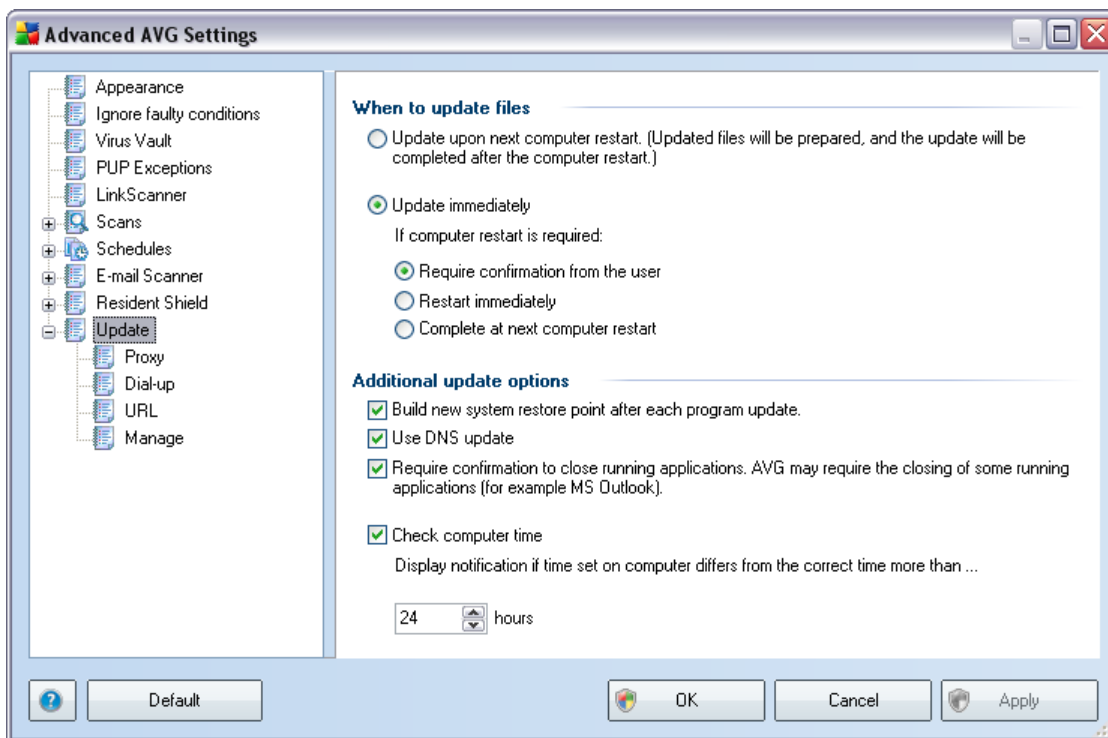 Advanced AVG Settings
Appearance
Ignore faulty conditions
Virus Vault
PUP Exceptions
LinkScanner
Scans
Schedules
E-mail Scanner
Resident Shield
Update
Proxy
Dial-up
URL
Manage
When to update files
Update upon next computer restart. (Updated files will be prepared, and the update will be
completed after the computer restart.)
Update immediately
If computer restart is required:
Require confirmation from the user
Restart immediately
Complete at next computer restart
Additional update options
Build new system restore point after each program update.
Use DNS update
Require confirmation to close running applications. AVG may require the closing of some running
applications (for example MS Outlook).
Check computer time
Display notification if time set on computer differs from the correct time more than ...
24 hours
? Default OK Cancel Apply